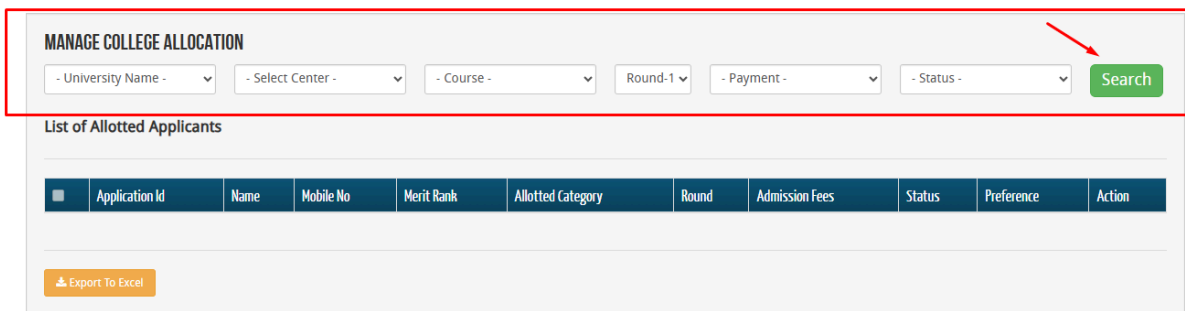 MANAGE COLLEGE ALLOCATION
- University Name - - Select Center - - Course - Round-1 - Payment - - Status - Search
List of Allotted Applicants
Application Id Name Mobile No Merit Rank Allotted Category Round Admission Fees Status Preference Action
Export To Excel